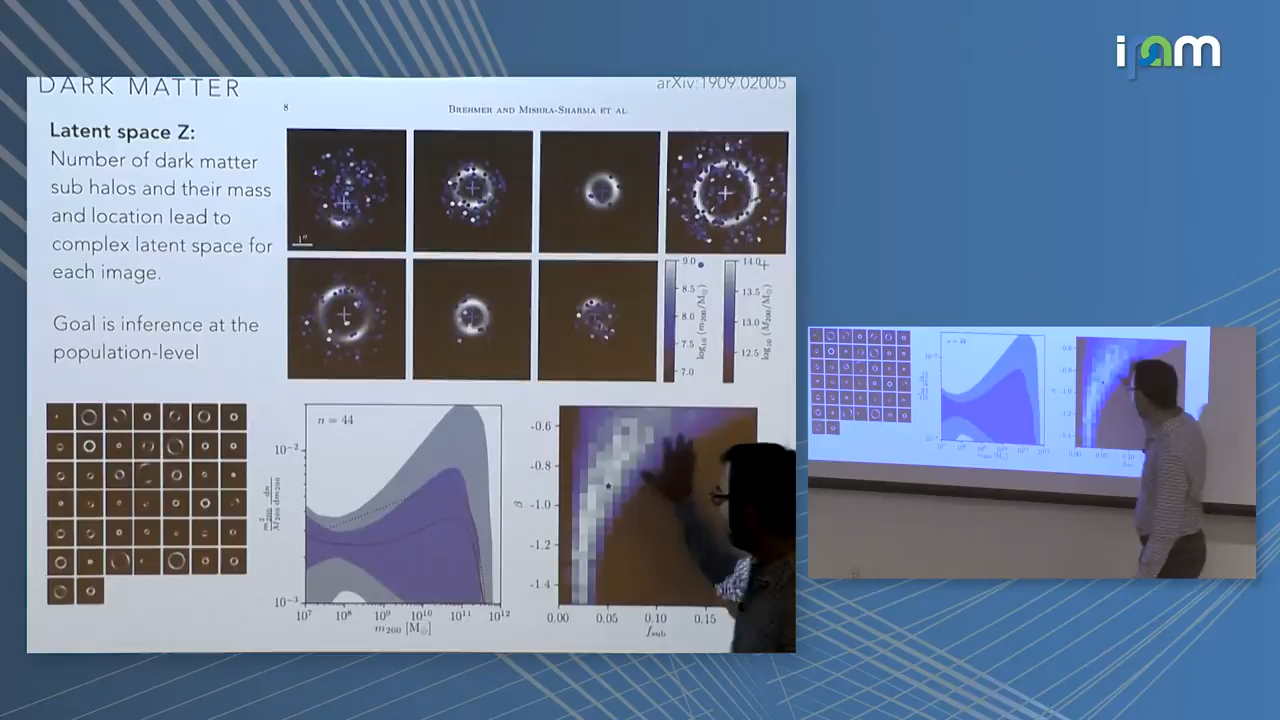 ipam
DARK MATTER
arXiv:1909.02005
8
BREHMER AND MISHRA-SHARMA ET AL.
Latent space Z:
Number of dark matter
sub halos and their mass
and location lead to
complex latent space for
each image.
Goal is inference at the
population-level
1"
9.0
8.5
8.0
7.5
7.0
log₁₀ (m₂₀₀/M☉)
14.0
13.5
13.0
12.5
log₁₀ (M₂₀₀/M☉)
n = 44
10⁻²
10⁻³
10⁷ 10⁸ 10⁹ 10¹⁰ 10¹¹ 10¹²
m₂₀₀ [M☉]
-0.6
-0.8
-1.0
-1.2
-1.4
β
0.00 0.05 0.10 0.15
f_sub
n = 44